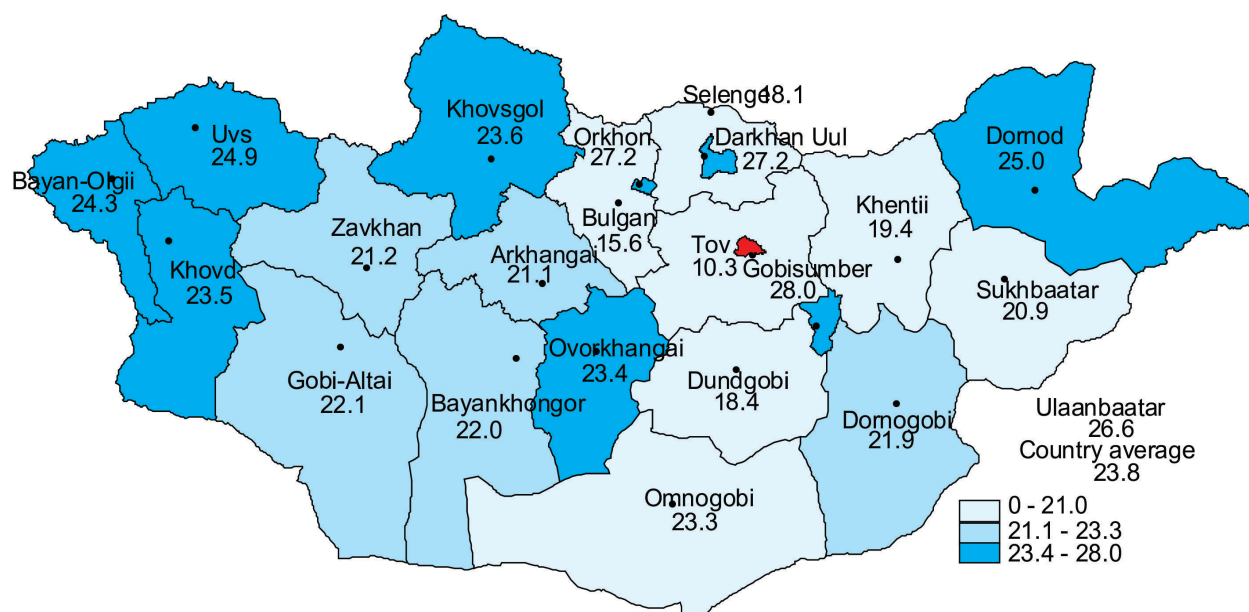 Selenge 18.1
Khovsgol
23.6
Orkhon
27.2
Darkhan Uul
27.2
Uvs
24.9
Dornod
25.0
Bayan-Olgii
24.3
Zavkhan
21.2
Arkhangai
21.1
Bulgan
15.6
Tov
10.3
Khentii
19.4
Khovd
23.5
Gobisumber
28.0
Sukhbaatar
20.9
Gobi-Altai
22.1
Bayankhongor
22.0
Ovorkhangai
23.4
Dundgobi
18.4
Dornogobi
21.9
Omnogobi
23.3
Ulaanbaatar
26.6
Country average
23.8
0 - 21.0
21.1 - 23.3
23.4 - 28.0